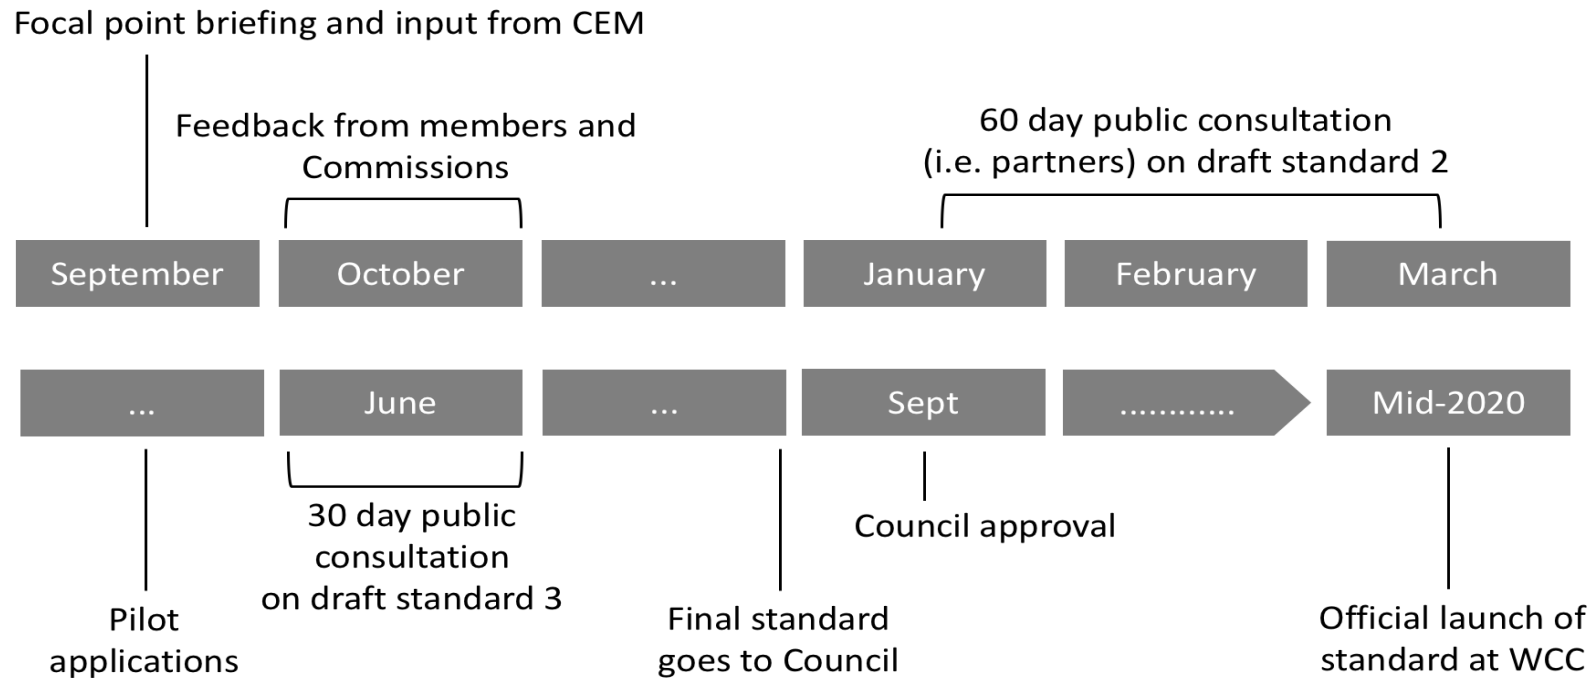 Focal point briefing and input from CEM
Feedback from members and
Commissions
60 day public consultation
(i.e. partners) on draft standard 2
September
October
...
January
February
March
...
June
...
Sept
............
Mid-2020
30 day public
consultation
on draft standard 3
Council approval
Pilot
applications
Final standard
goes to Council
Official launch of
standard at WCC